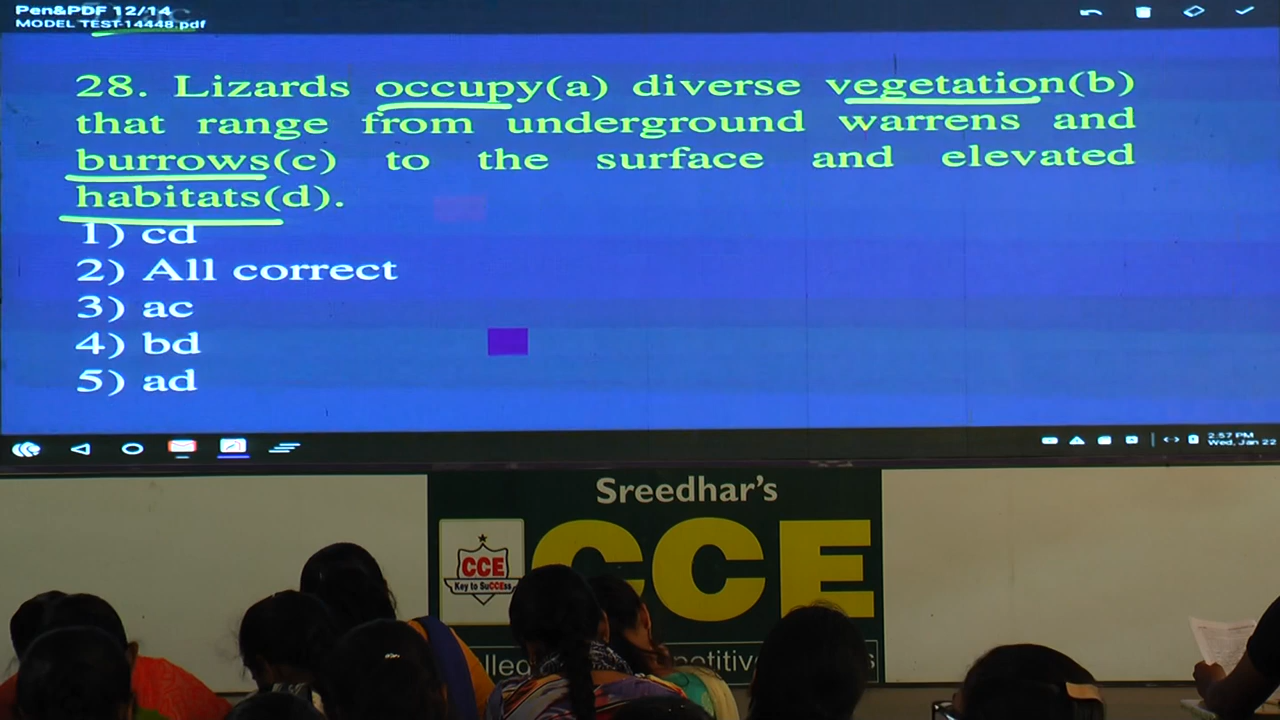 Pen&PDF 12/14
MODEL TEST-14448.pdf
28. Lizards occupy(a) diverse vegetation(b)
that range from underground warrens and
burrows(c) to the surface and elevated
habitats(d).
1) cd
2) All correct
3) ac
4) bd
5) ad
2:57 PM
Wed, Jan 22
Sreedhar's
CCE
CCE
Key to SuCCEss